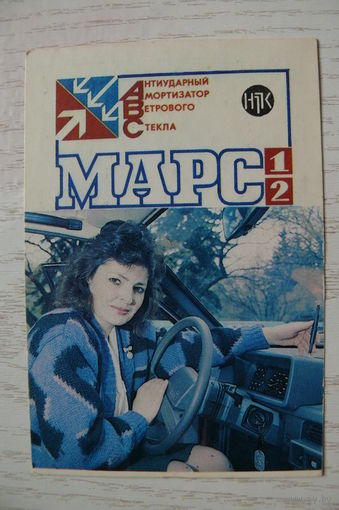 АНТИУДАРНЫЙ
АМОРТИЗАТОР
ВЕТРОВОГО
СТЕКЛА
НПК
МАРС 1/2